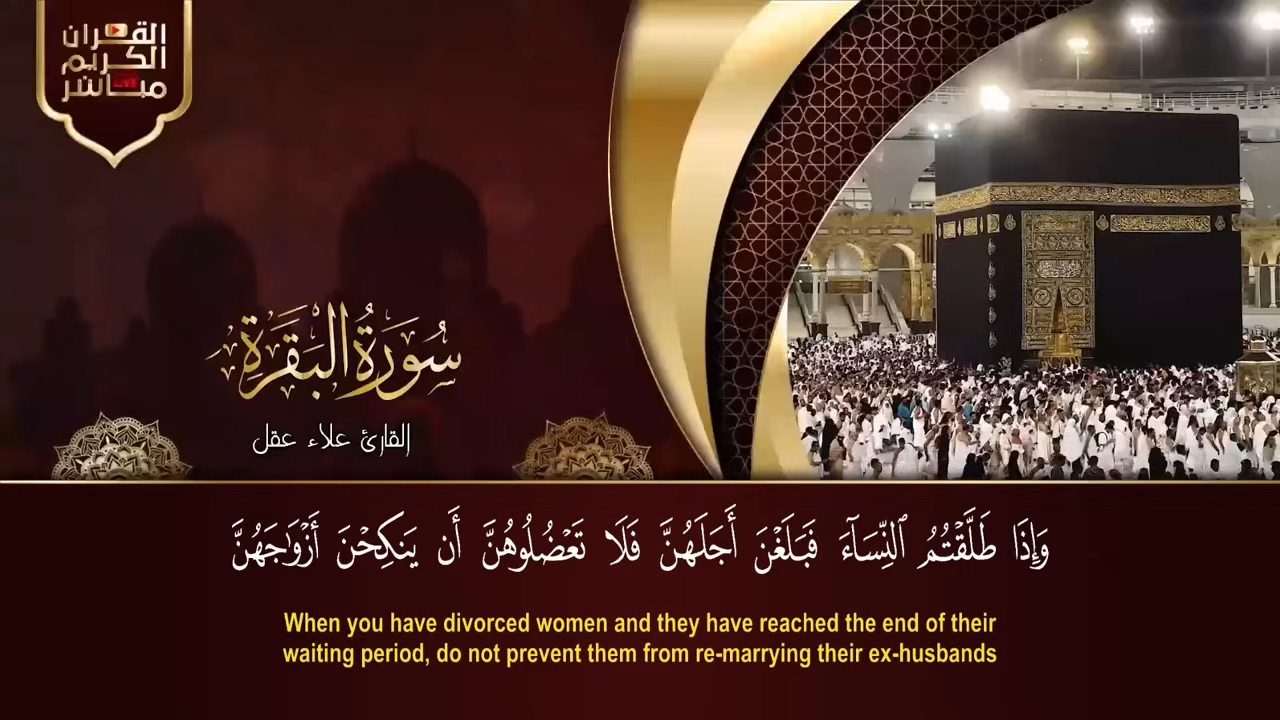 القرآن
الكريم
مباشر
LIVE
سُورَةُ البَقَرَة
القارئ علاء عقل
وَإِذَا طَلَّقْتُمُ ٱلنِّسَآءَ فَبَلَغْنَ أَجَلَهُنَّ فَلَا تَعْضُلُوهُنَّ أَن يَنكِحْنَ أَزْوَٰجَهُنَّ
When you have divorced women and they have reached the end of their
waiting period, do not prevent them from re-marrying their ex-husbands